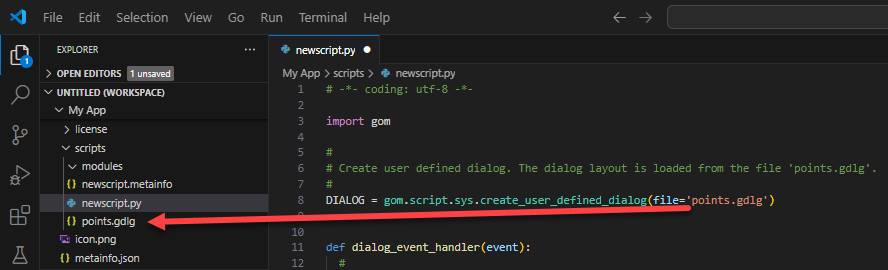 File Edit Selection View Go Run Terminal Help
EXPLORER
OPEN EDITORS 1 unsaved
UNTITLED (WORKSPACE)
My App
license
scripts
modules
{} newscript.metainfo
newscript.py
{} points.gdlg
icon.png
{} metainfo.json
1
newscript.py
My App > scripts > newscript.py
1 # -*- coding: utf-8 -*-
2
3 import gom
4
5 #
6 # Create user defined dialog. The dialog layout is loaded from the file 'points.gdlg'.
7 #
8 DIALOG = gom.script.sys.create_user_defined_dialog(file='points.gdlg')
10
11 def dialog_event_handler(event):
12 #